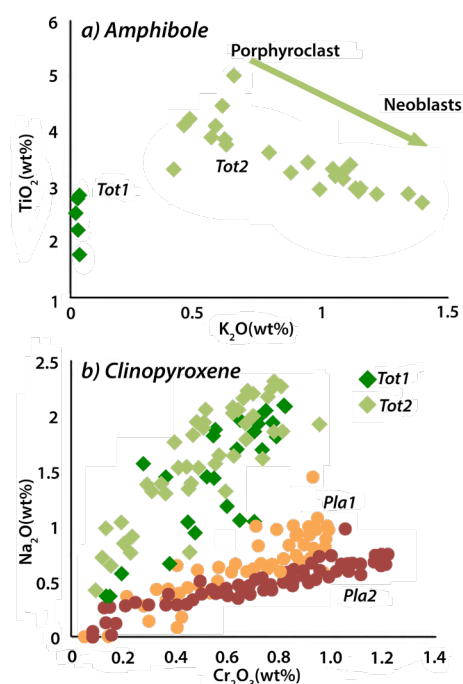 a) Amphibole
6
Porphyroclast
5
Neoblasts
4
Tot2
TiO₂(wt%)
Tot1
3
2
1
0
0.5
1
1.5
K₂O(wt%)
2.5
b) Clinopyroxene
Tot1
Tot2
2
1.5
Na₂O(wt%)
Pla1
1
0.5
Pla2
0
0.2
0.4
0.6
0.8
1.0
1.2
1.4
Cr₂O₃(wt%)